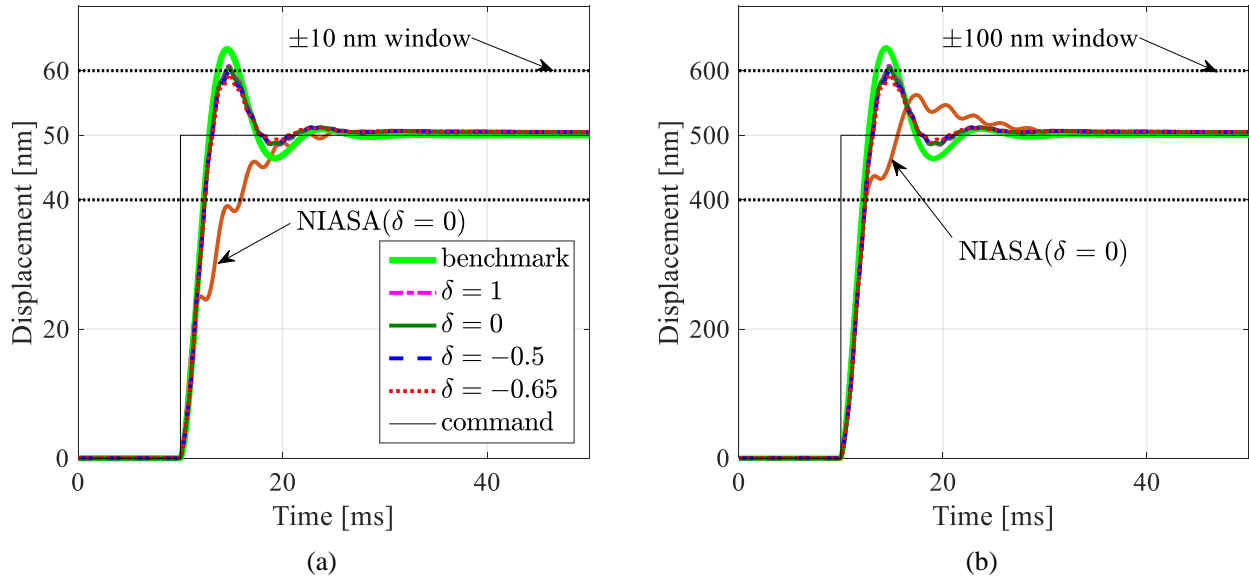 ±10 nm window
60
50
40
20
0
Displacement [nm]
NIASA(δ = 0)
benchmark
δ = 1
δ = 0
δ = −0.5
δ = −0.65
command
0
20
40
Time [ms]
(a)
±100 nm window
600
500
400
200
0
Displacement [nm]
NIASA(δ = 0)
0
20
40
Time [ms]
(b)